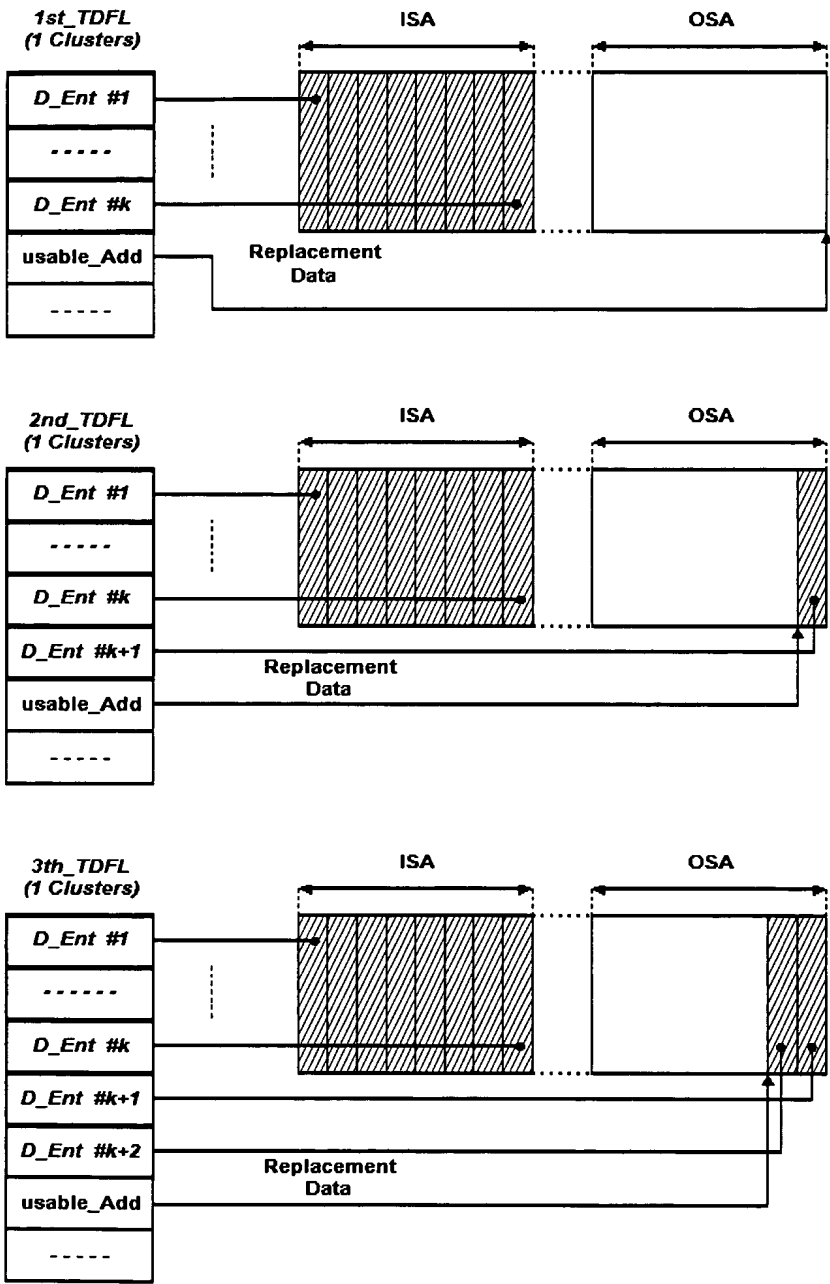 1st_TDFL
(1 Clusters)
ISA
OSA
D_Ent #1
- - - - -
D_Ent #k
usable_Add
- - - - -
Replacement
Data
2nd_TDFL
(1 Clusters)
ISA
OSA
D_Ent #1
- - - - -
D_Ent #k
D_Ent #k+1
usable_Add
- - - - -
Replacement
Data
3th_TDFL
(1 Clusters)
ISA
OSA
D_Ent #1
- - - - - -
D_Ent #k
D_Ent #k+1
D_Ent #k+2
usable_Add
- - - - -
Replacement
Data